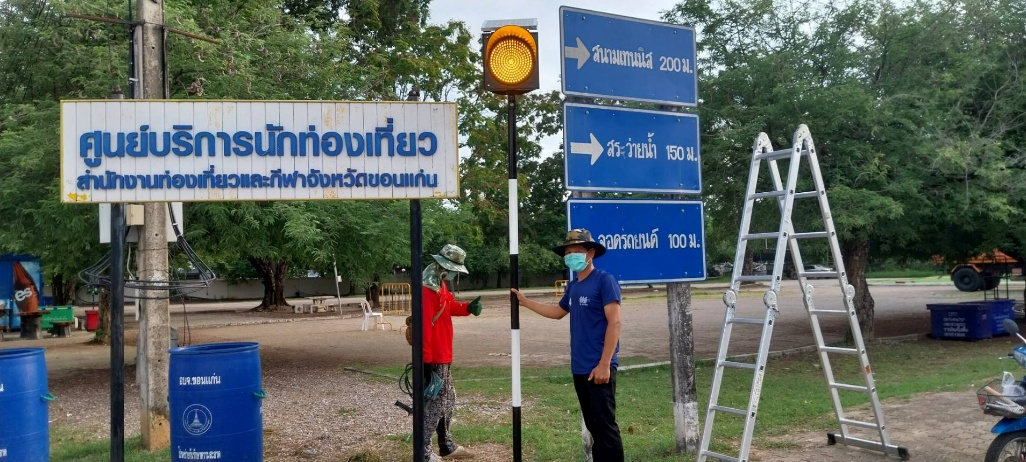 ศูนย์บริการนักท่องเที่ยว
สำนักงานท่องเที่ยวและกีฬาจังหวัดขอนแก่น
สนามเทนนิส 200 ม.
สระว่ายน้ำ 150 ม.
จอดรถยนต์ 100 ม.
อบจ.ขอนแก่น